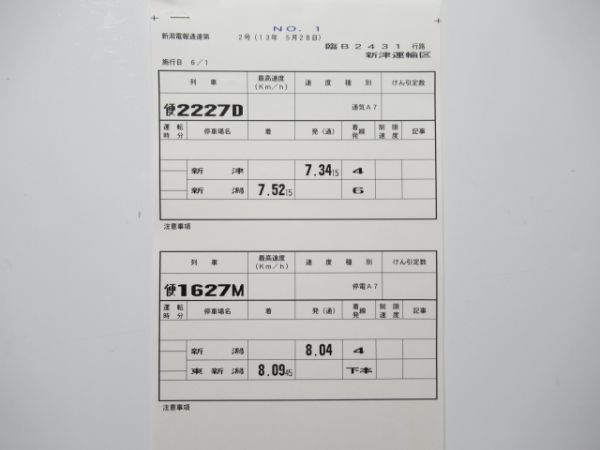 NO. 1
新潟電報通達第 2号(13年 5月28日)
臨B2431 行路
新津運輸区
施行日 6/1
列車 最高速度(Km/h) 速度種別 けん引定数
便2227D 通気A7
運転時分 停車場名 着 発(通) 着発線 制限速度 記事
新津 7.34 15 4
新潟 7.52 15 6
注意事項
列車 最高速度(Km/h) 速度種別 けん引定数
便1627M 停電A7
運転時分 停車場名 着 発(通) 着発線 制限速度 記事
新潟 8.04 4
東新潟 8.09 45 下本
注意事項